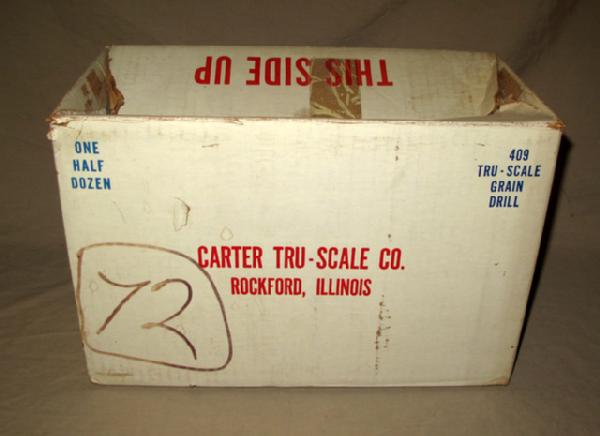 THIS SIDE UP
ONE
HALF
DOZEN
409
TRU-SCALE
GRAIN
DRILL
CARTER TRU-SCALE CO.
ROCKFORD, ILLINOIS
72